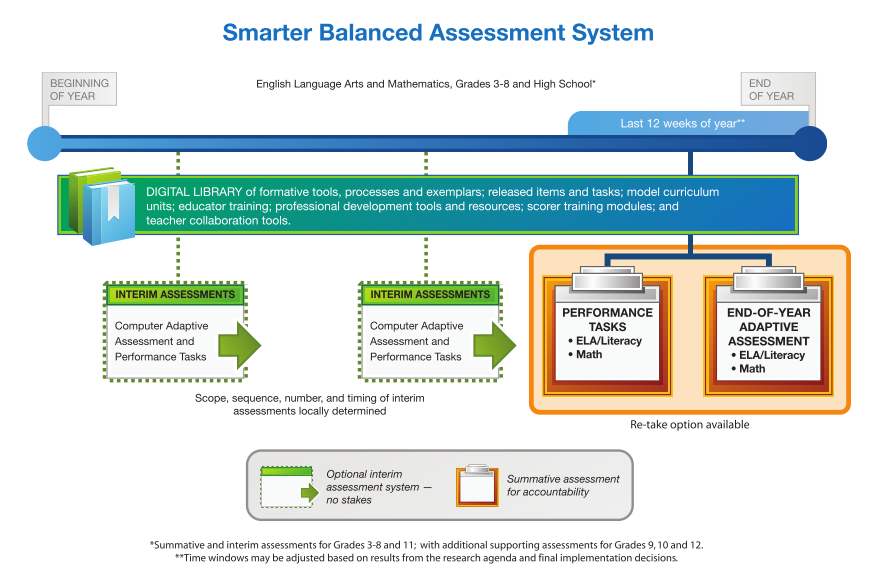 Smarter Balanced Assessment System
BEGINNING
OF YEAR
English Language Arts and Mathematics, Grades 3-8 and High School*
END
OF YEAR
Last 12 weeks of year**
DIGITAL LIBRARY of formative tools, processes and exemplars; released items and tasks; model curriculum
units; educator training; professional development tools and resources; scorer training modules; and
teacher collaboration tools.
INTERIM ASSESSMENTS
Computer Adaptive
Assessment and
Performance Tasks
INTERIM ASSESSMENTS
Computer Adaptive
Assessment and
Performance Tasks
PERFORMANCE
TASKS
• ELA/Literacy
• Math
END-OF-YEAR
ADAPTIVE
ASSESSMENT
• ELA/Literacy
• Math
Scope, sequence, number, and timing of interim
assessments locally determined
Re-take option available
Optional interim
assessment system —
no stakes
Summative assessment
for accountability
*Summative and interim assessments for Grades 3-8 and 11; with additional supporting assessments for Grades 9, 10 and 12.
**Time windows may be adjusted based on results from the research agenda and final implementation decisions.